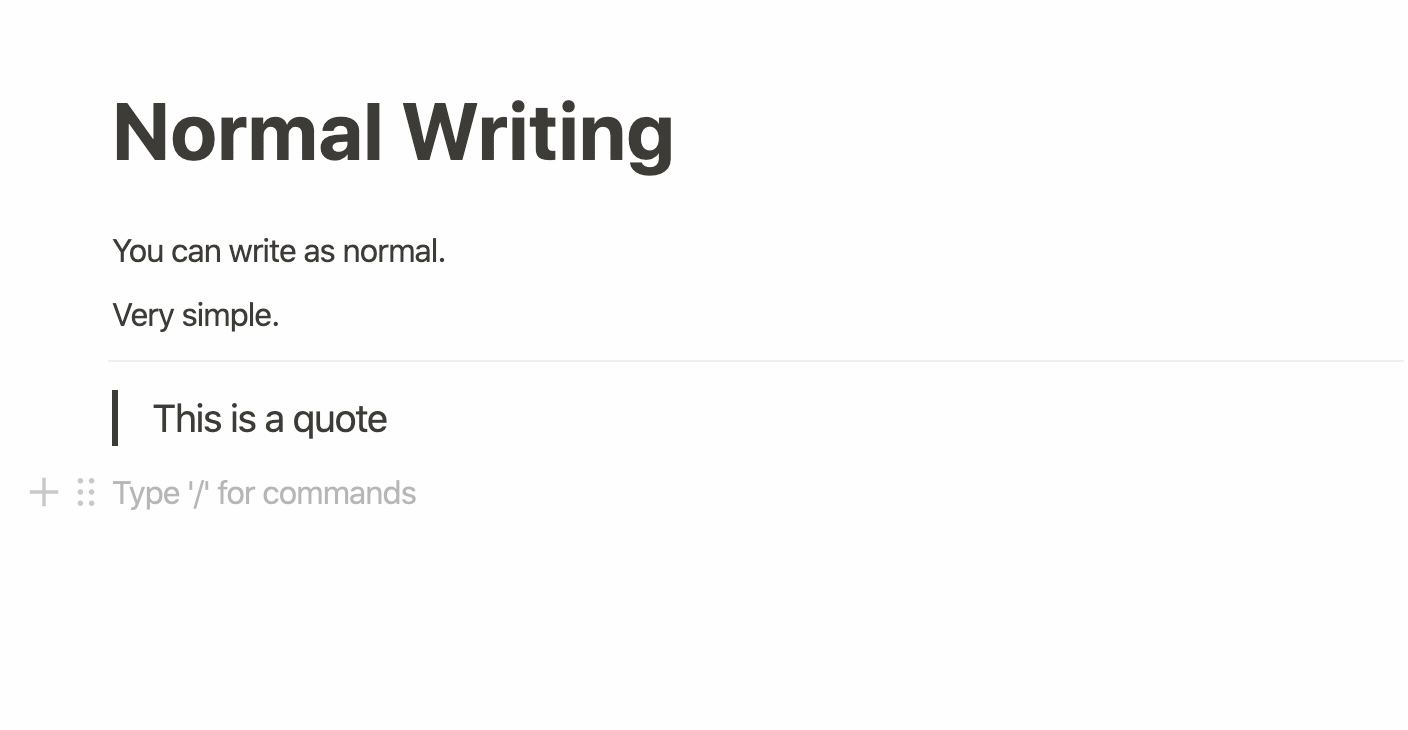 Normal Writing
You can write as normal.
Very simple.
This is a quote
Type '/' for commands